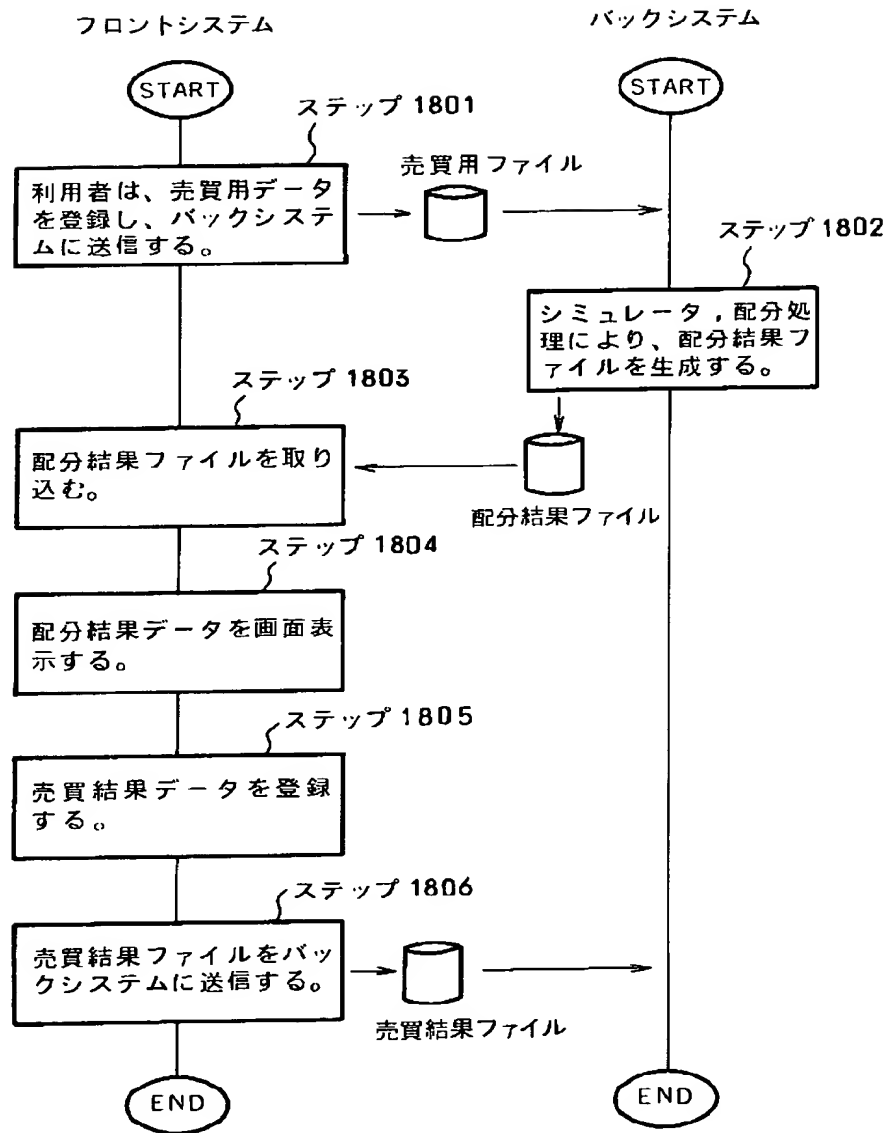 フロントシステム
バックシステム
START
START
ステップ 1801
売買用ファイル
利用者は、売買用データ
を登録し、バックシステ
ムに送信する。
ステップ 1802
シミュレータ，配分処
理により、配分結果フ
ァイルを生成する。
ステップ 1803
配分結果ファイルを取り
込む。
配分結果ファイル
ステップ 1804
配分結果データを画面表
示する。
ステップ 1805
売買結果データを登録
する。
ステップ 1806
売買結果ファイルをバッ
クシステムに送信する。
売買結果ファイル
END
END